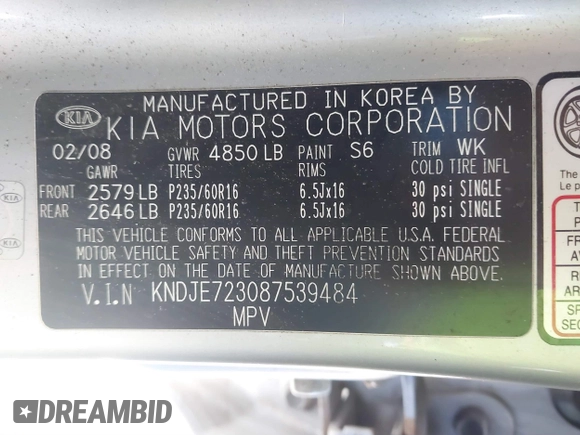 MANUFACTURED IN KOREA BY
KIA KIA MOTORS CORPORATION
02/08 GVWR 4850 LB PAINT S6 TRIM WK
GAWR TIRES RIMS COLD TIRE INFL
FRONT 2579 LB P235/60R16 6.5Jx16 30 psi SINGLE
REAR 2646 LB P235/60R16 6.5Jx16 30 psi SINGLE
THIS VEHICLE CONFORMS TO ALL APPLICABLE U.S.A. FEDERAL
MOTOR VEHICLE SAFETY AND THEFT PREVENTION STANDARDS
IN EFFECT ON THE DATE OF MANUFACTURE SHOWN ABOVE.
V.I.N KNDJE723087539484
MPV
The
Le p
DREAMBID